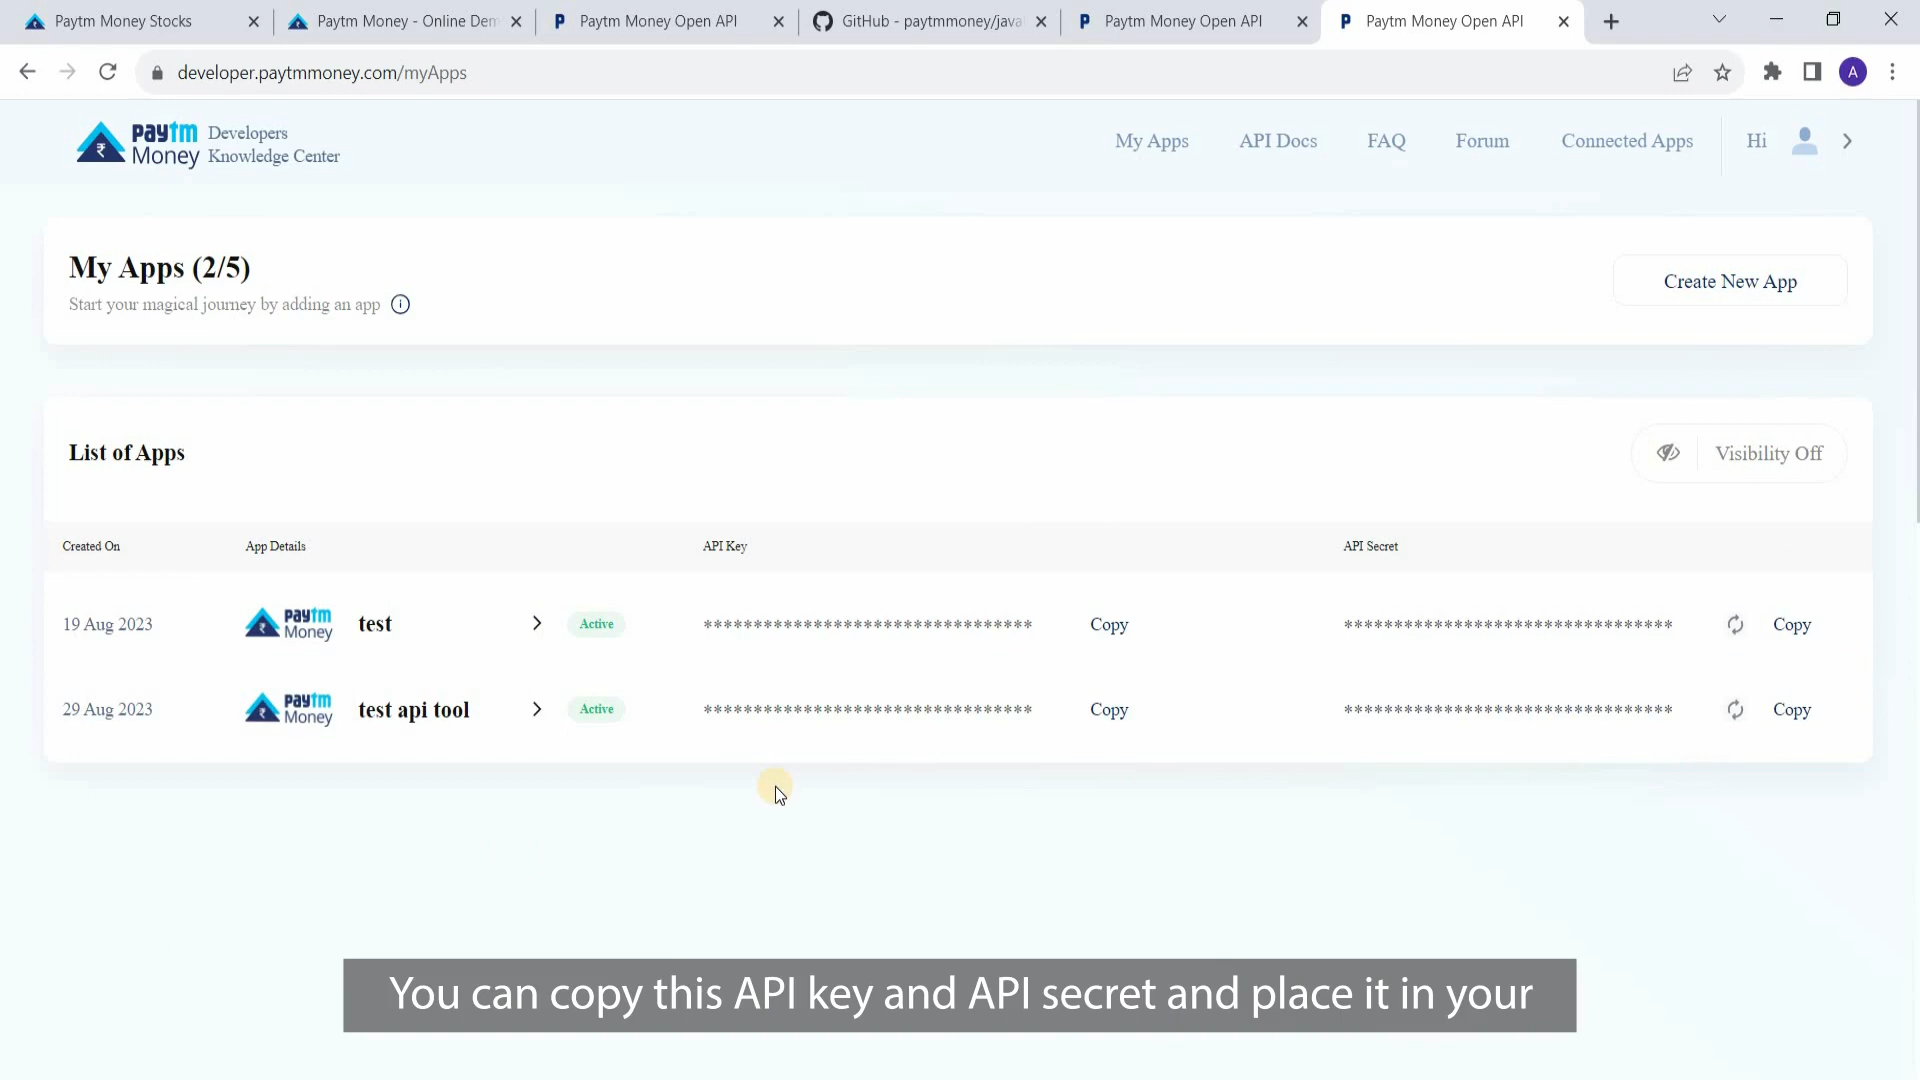 Paytm Money Stocks
Paytm Money - Online Dem
Paytm Money Open API
GitHub - paytmmoney/java
Paytm Money Open API
Paytm Money Open API
developer.paytmmoney.com/myApps
A
paytm Money
Developers
Knowledge Center
My Apps
API Docs
FAQ
Forum
Connected Apps
Hi
My Apps (2/5)
Start your magical journey by adding an app
Create New App
List of Apps
Visibility Off
Created On
App Details
API Key
API Secret
19 Aug 2023
paytm Money
test
Active
*********************************
Copy
*********************************
Copy
29 Aug 2023
paytm Money
test api tool
Active
*********************************
Copy
*********************************
Copy
You can copy this API key and API secret and place it in your